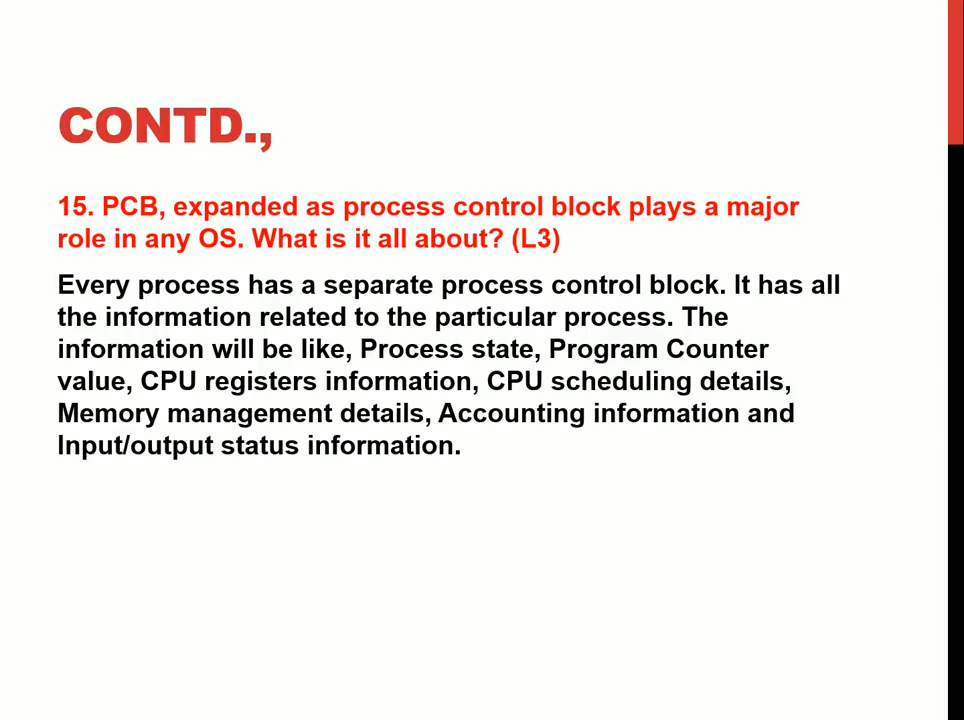 CONTD.,
15. PCB, expanded as process control block plays a major
role in any OS. What is it all about? (L3)
Every process has a separate process control block. It has all
the information related to the particular process. The
information will be like, Process state, Program Counter
value, CPU registers information, CPU scheduling details,
Memory management details, Accounting information and
Input/output status information.